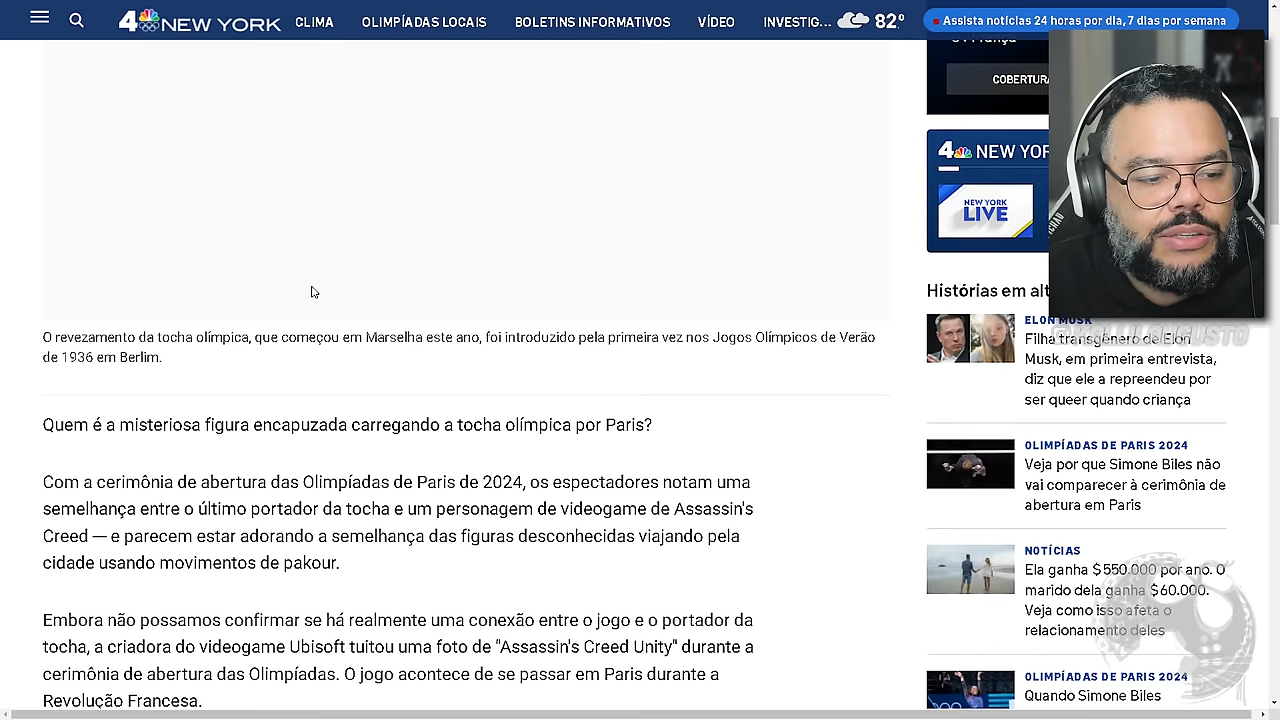 4 NEW YORK
CLIMA
OLIMPÍADAS LOCAIS
BOLETINS INFORMATIVOS
VÍDEO
INVESTIG...
82°
Assista notícias 24 horas por dia, 7 dias por semana
COBERTURA
4 NEW YOR
NEW YORK
LIVE
O revezamento da tocha olímpica, que começou em Marselha este ano, foi introduzido pela primeira vez nos Jogos Olímpicos de Verão
de 1936 em Berlim.
Quem é a misteriosa figura encapuzada carregando a tocha olímpica por Paris?
Com a cerimônia de abertura das Olimpíadas de Paris de 2024, os espectadores notam uma
semelhança entre o último portador da tocha e um personagem de videogame de Assassin's
Creed — e parecem estar adorando a semelhança das figuras desconhecidas viajando pela
cidade usando movimentos de pakour.
Embora não possamos confirmar se há realmente uma conexão entre o jogo e o portador da
tocha, a criadora do videogame Ubisoft tuitou uma foto de "Assassin's Creed Unity" durante a
cerimônia de abertura das Olimpíadas. O jogo acontece de se passar em Paris durante a
Revolução Francesa.
Histórias em alt
ELON MUSK
Filha transgênero de Elon
Musk, em primeira entrevista,
diz que ele a repreendeu por
ser queer quando criança
OLIMPÍADAS DE PARIS 2024
Veja por que Simone Biles não
vai comparecer à cerimônia de
abertura em Paris
NOTÍCIAS
Ela ganha $550.000 por ano. O
marido dela ganha $60.000.
Veja como isso afeta o
relacionamento deles
OLIMPÍADAS DE PARIS 2024
Quando Simone Biles